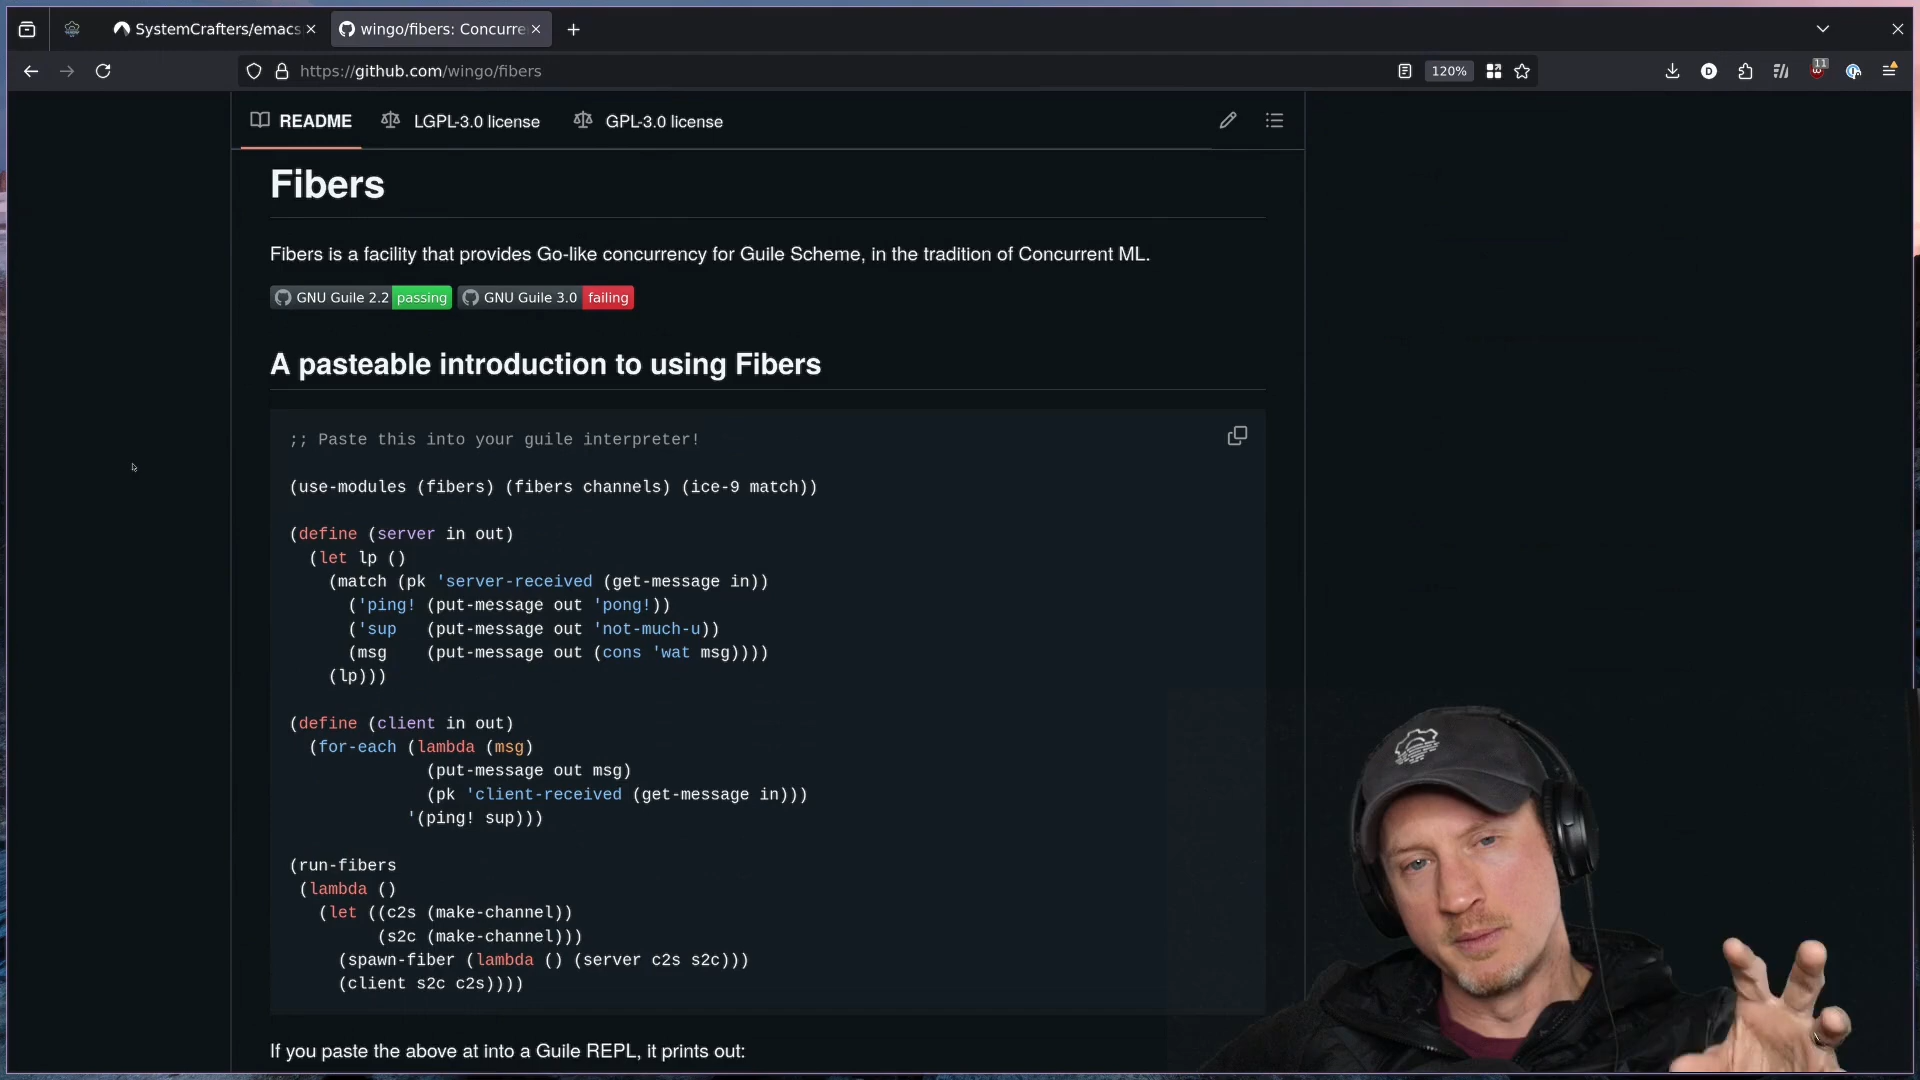 SystemCrafters/emacs
wingo/fibers: Concurre
https://github.com/wingo/fibers
120%
11
README
LGPL-3.0 license
GPL-3.0 license
Fibers
Fibers is a facility that provides Go-like concurrency for Guile Scheme, in the tradition of Concurrent ML.
GNU Guile 2.2 passing GNU Guile 3.0 failing
A pasteable introduction to using Fibers
;; Paste this into your guile interpreter!
(use-modules (fibers) (fibers channels) (ice-9 match))
(define (server in out)
  (let lp ()
    (match (pk 'server-received (get-message in))
      ('ping! (put-message out 'pong!))
      ('sup   (put-message out 'not-much-u))
      (msg    (put-message out (cons 'wat msg))))
    (lp)))
(define (client in out)
  (for-each (lambda (msg)
              (put-message out msg)
              (pk 'client-received (get-message in)))
            '(ping! sup)))
(run-fibers
 (lambda ()
   (let ((c2s (make-channel))
         (s2c (make-channel)))
     (spawn-fiber (lambda () (server c2s s2c)))
     (client s2c c2s))))
If you paste the above at into a Guile REPL, it prints out: